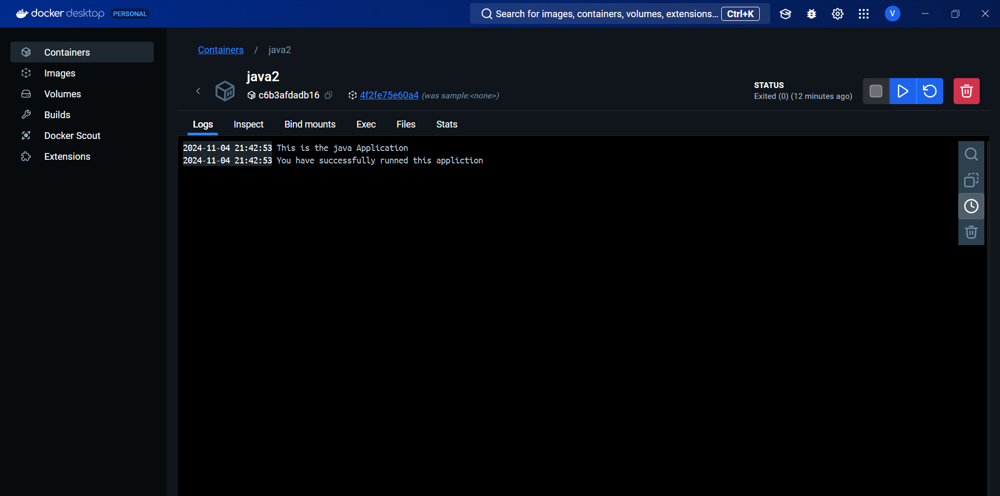 docker desktop PERSONAL
Search for images, containers, volumes, extensions... Ctrl+K
V
Containers
Images
Volumes
Builds
Docker Scout
Extensions
Containers / java2
java2
c6b3afdadb16 4f2fe75e60a4 (was sample:<none>)
STATUS
Exited (0) (12 minutes ago)
Logs Inspect Bind mounts Exec Files Stats
2024-11-04 21:42:53 This is the java Application
2024-11-04 21:42:53 You have successfully runned this appliction